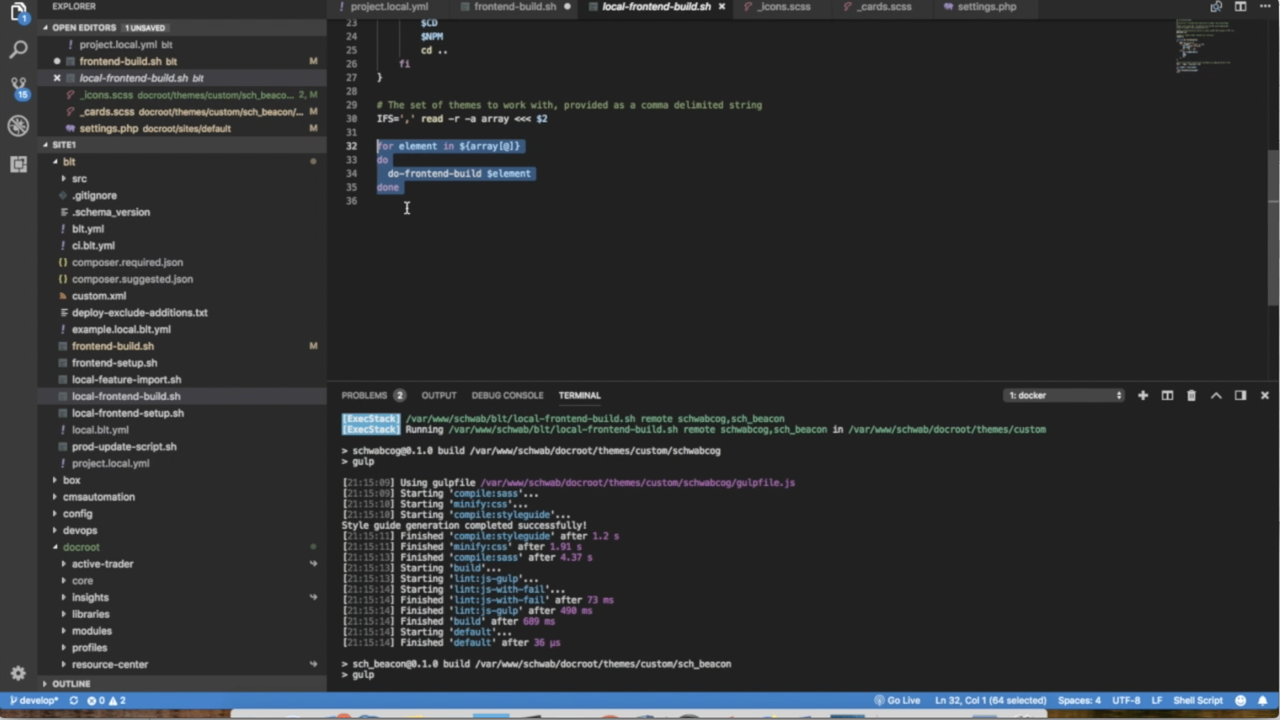 EXPLORER
OPEN EDITORS 1 UNSAVED
project.local.yml blt
frontend-build.sh blt M
local-frontend-build.sh blt
_icons.scss docroot/themes/custom/sch_beaco... 2, M
_cards.scss docroot/themes/custom/sch_beacon/... M
settings.php docroot/sites/default M
SITE1
blt
src
.gitignore
.schema_version
blt.yml
ci.blt.yml
composer.required.json
composer.suggested.json
custom.xml
deploy-exclude-additions.txt
example.local.blt.yml
frontend-build.sh M
frontend-setup.sh
local-feature-import.sh
local-frontend-build.sh
local-frontend-setup.sh
local.blt.yml
prod-update-script.sh
project.local.yml
box
cmsautomation
config
devops
docroot
active-trader
core
insights
libraries
modules
profiles
resource-center
OUTLINE
1
15
project.local.yml frontend-build.sh local-frontend-build.sh _icons.scss _cards.scss settings.php
23 $CD
24 $NPM
25 cd ..
26 fi
27 }
28
29 # The set of themes to work with, provided as a comma delimited string
30 IFS=',' read -r -a array <<< $2
31
32 for element in ${array[@]}
33 do
34 do-frontend-build $element
35 done
36
PROBLEMS 2 OUTPUT DEBUG CONSOLE TERMINAL 1: docker
[ExecStack] /var/www/schwab/blt/local-frontend-build.sh remote schwabcog,sch_beacon
[ExecStack] Running /var/www/schwab/blt/local-frontend-build.sh remote schwabcog,sch_beacon in /var/www/schwab/docroot/themes/custom
> schwabcog@0.1.0 build /var/www/schwab/docroot/themes/custom/schwabcog
> gulp
[21:15:09] Using gulpfile /var/www/schwab/docroot/themes/custom/schwabcog/gulpfile.js
[21:15:09] Starting 'compile:sass'...
[21:15:10] Starting 'minify:css'...
[21:15:10] Starting 'compile:styleguide'...
Style guide generation completed successfully!
[21:15:11] Finished 'compile:styleguide' after 1.2 s
[21:15:11] Finished 'minify:css' after 1.91 s
[21:15:13] Finished 'compile:sass' after 4.37 s
[21:15:13] Starting 'build'...
[21:15:13] Starting 'lint:js-gulp'...
[21:15:14] Starting 'lint:js-with-fail'...
[21:15:14] Finished 'lint:js-with-fail' after 73 ms
[21:15:14] Finished 'lint:js-gulp' after 490 ms
[21:15:14] Finished 'build' after 689 ms
[21:15:14] Starting 'default'...
[21:15:14] Finished 'default' after 36 μs
> sch_beacon@0.1.0 build /var/www/schwab/docroot/themes/custom/sch_beacon
> gulp
develop* 0 2 Go Live Ln 32, Col 1 (64 selected) Spaces: 4 UTF-8 LF Shell Script